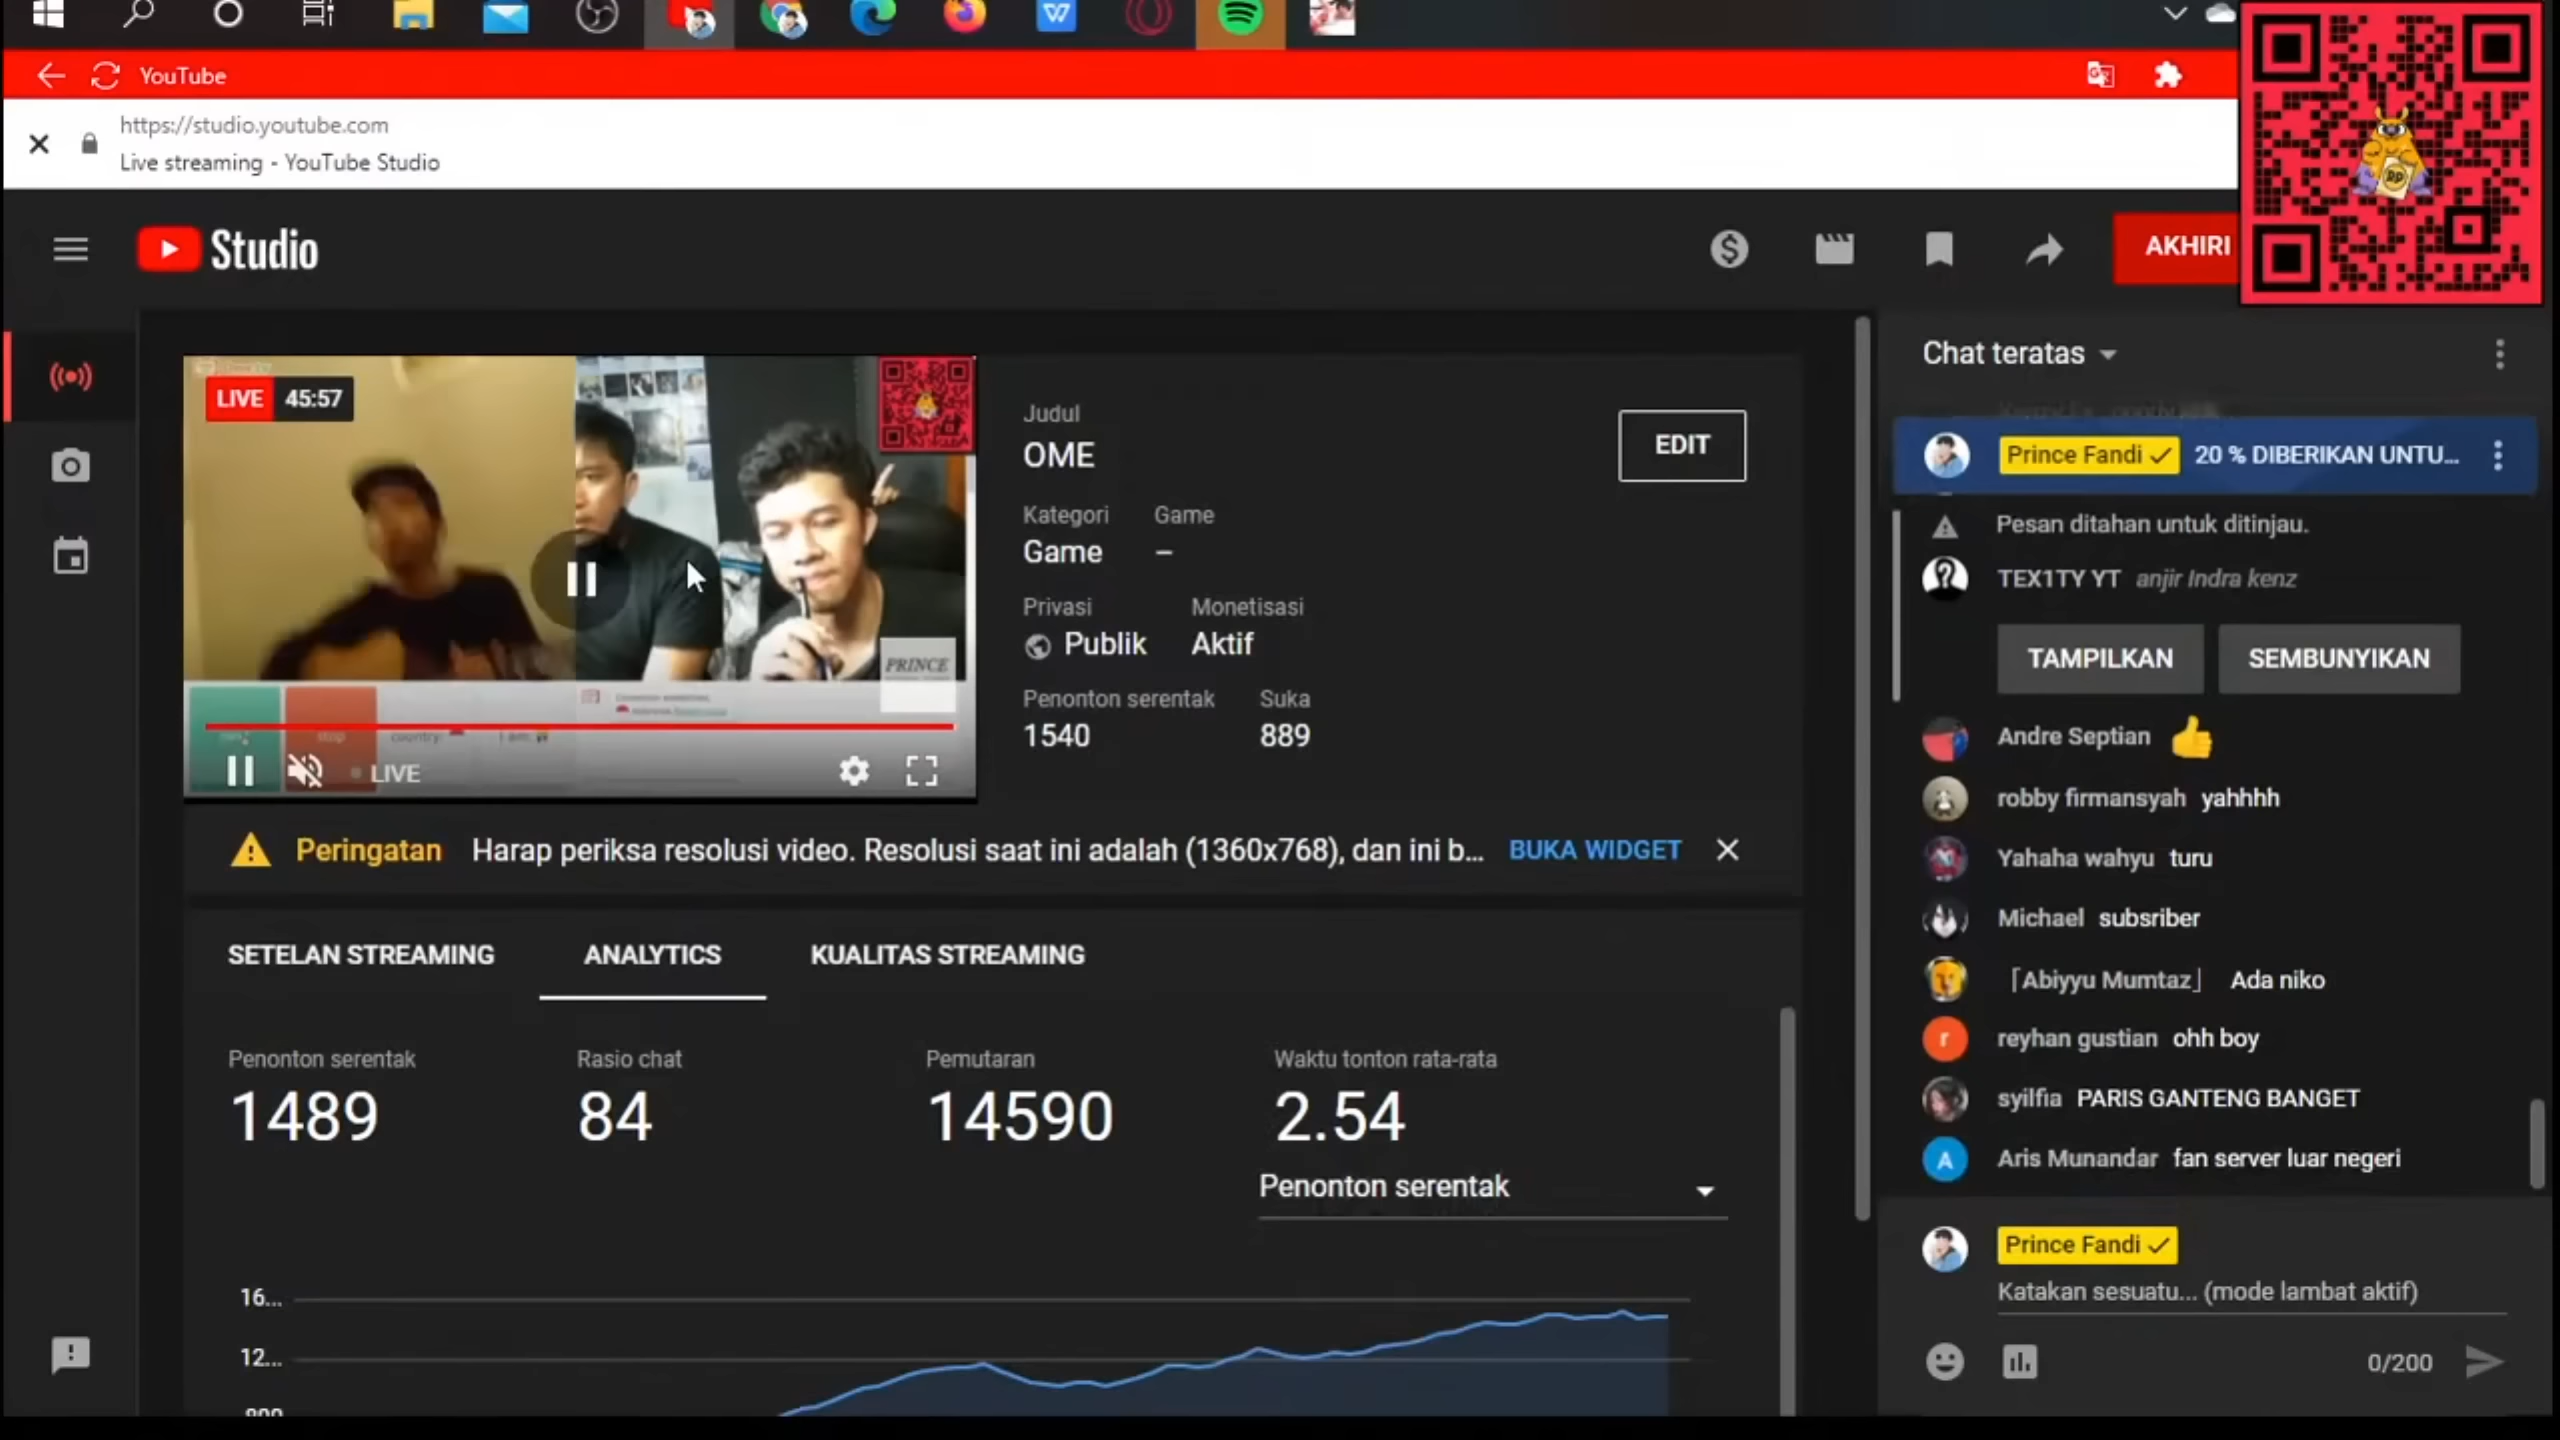 YouTube
https://studio.youtube.com
Live streaming - YouTube Studio
Studio
AKHIRI
LIVE 45:57
PRINCE
stop
country:
LIVE
Judul
OME
EDIT
Kategori Game
Game –
Privasi Monetisasi
Publik Aktif
Penonton serentak Suka
1540 889
Peringatan Harap periksa resolusi video. Resolusi saat ini adalah (1360x768), dan ini b... BUKA WIDGET
SETELAN STREAMING ANALYTICS KUALITAS STREAMING
Penonton serentak Rasio chat Pemutaran Waktu tonton rata-rata
1489 84 14590 2.54
Penonton serentak
16...
12...
800
Chat teratas
Prince Fandi 20 % DIBERIKAN UNTU...
Pesan ditahan untuk ditinjau.
TEX1TY YT anjir Indra kenz
TAMPILKAN SEMBUNYIKAN
Andre Septian
robby firmansyah yahhhh
Yahaha wahyu turu
Michael subsriber
「Abiyyu Mumtaz」 Ada niko
reyhan gustian ohh boy
syilfia PARIS GANTENG BANGET
Aris Munandar fan server luar negeri
Prince Fandi
Katakan sesuatu... (mode lambat aktif)
0/200